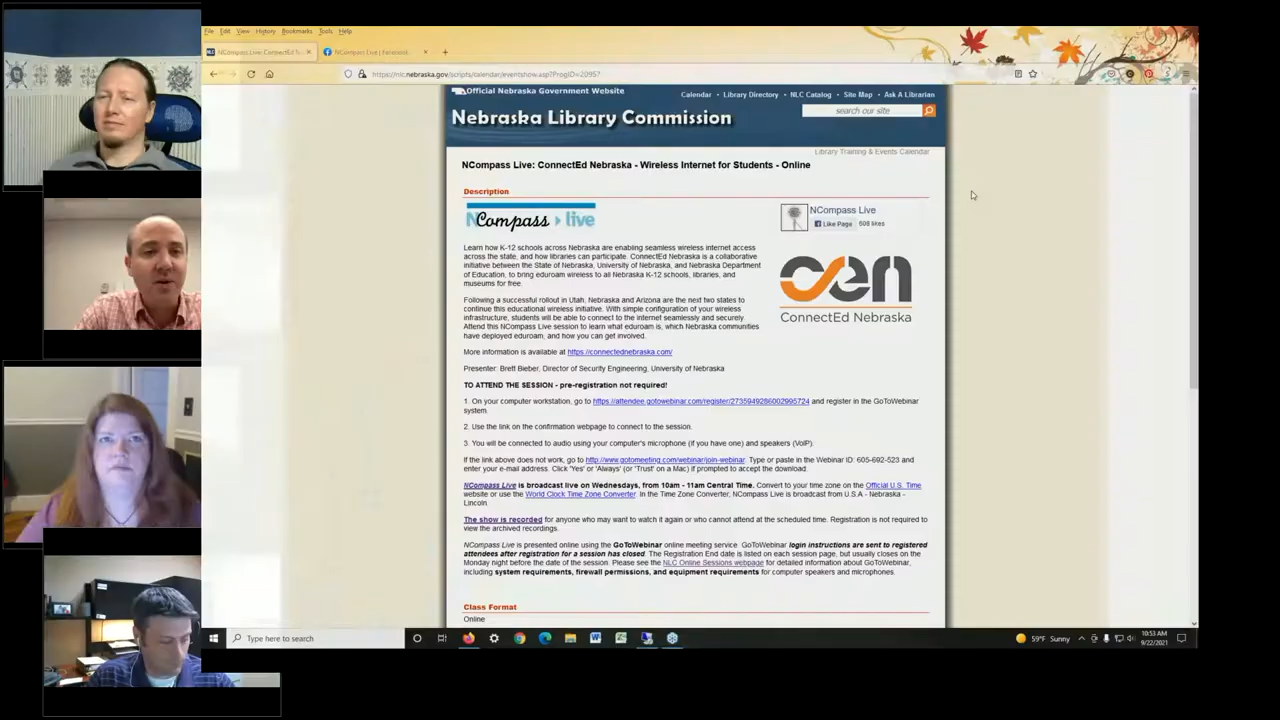 File Edit View History Bookmarks Tools Help
NCompass Live: ConnectEd N...
NCompass Live | Facebook
https://nlc.nebraska.gov/scripts/calendar/eventshow.asp?ProgID=20957
Official Nebraska Government Website
Calendar • Library Directory • NLC Catalog • Site Map • Ask A Librarian
Nebraska Library Commission
search our site
Library Training & Events Calendar
NCompass Live: ConnectEd Nebraska - Wireless Internet for Students - Online
Description
NCompass live
NCompass Live
Like Page 608 likes
Learn how K-12 schools across Nebraska are enabling seamless wireless internet access
across the state, and how libraries can participate. ConnectEd Nebraska is a collaborative
initiative between the State of Nebraska, University of Nebraska, and Nebraska Department
of Education, to bring eduroam wireless to all Nebraska K-12 schools, libraries, and
museums for free.
cen
ConnectEd Nebraska
Following a successful rollout in Utah, Nebraska and Arizona are the next two states to
continue this educational wireless initiative. With simple configuration of your wireless
infrastructure, students will be able to connect to the internet seamlessly and securely.
Attend this NCompass Live session to learn what eduroam is, which Nebraska communities
have deployed eduroam, and how you can get involved.
More information is available at https://connectednebraska.com/
Presenter: Brett Bieber, Director of Security Engineering, University of Nebraska
TO ATTEND THE SESSION - pre-registration not required!
1. On your computer workstation, go to https://attendee.gotowebinar.com/register/2735949286002995724 and register in the GoToWebinar
system.
2. Use the link on the confirmation webpage to connect to the session.
3. You will be connected to audio using your computer's microphone (if you have one) and speakers (VoIP).
If the link above does not work, go to http://www.gotomeeting.com/webinar/join-webinar. Type or paste in the Webinar ID: 605-692-523 and
enter your e-mail address. Click 'Yes' or 'Always' (or 'Trust' on a Mac) if prompted to accept the download.
NCompass Live is broadcast live on Wednesdays, from 10am - 11am Central Time. Convert to your time zone on the Official U.S. Time
website or use the World Clock Time Zone Converter. In the Time Zone Converter, NCompass Live is broadcast from U.S.A - Nebraska -
Lincoln.
The show is recorded for anyone who may want to watch it again or who cannot attend at the scheduled time. Registration is not required to
view the archived recordings.
NCompass Live is presented online using the GoToWebinar online meeting service. GoToWebinar login instructions are sent to registered
attendees after registration for a session has closed. The Registration End date is listed on each session page, but usually closes on the
Monday night before the date of the session. Please see the NLC Online Sessions webpage for detailed information about GoToWebinar,
including system requirements, firewall permissions, and equipment requirements for computer speakers and microphones.
Class Format
Online
Type here to search
59°F Sunny
10:53 AM
9/22/2021